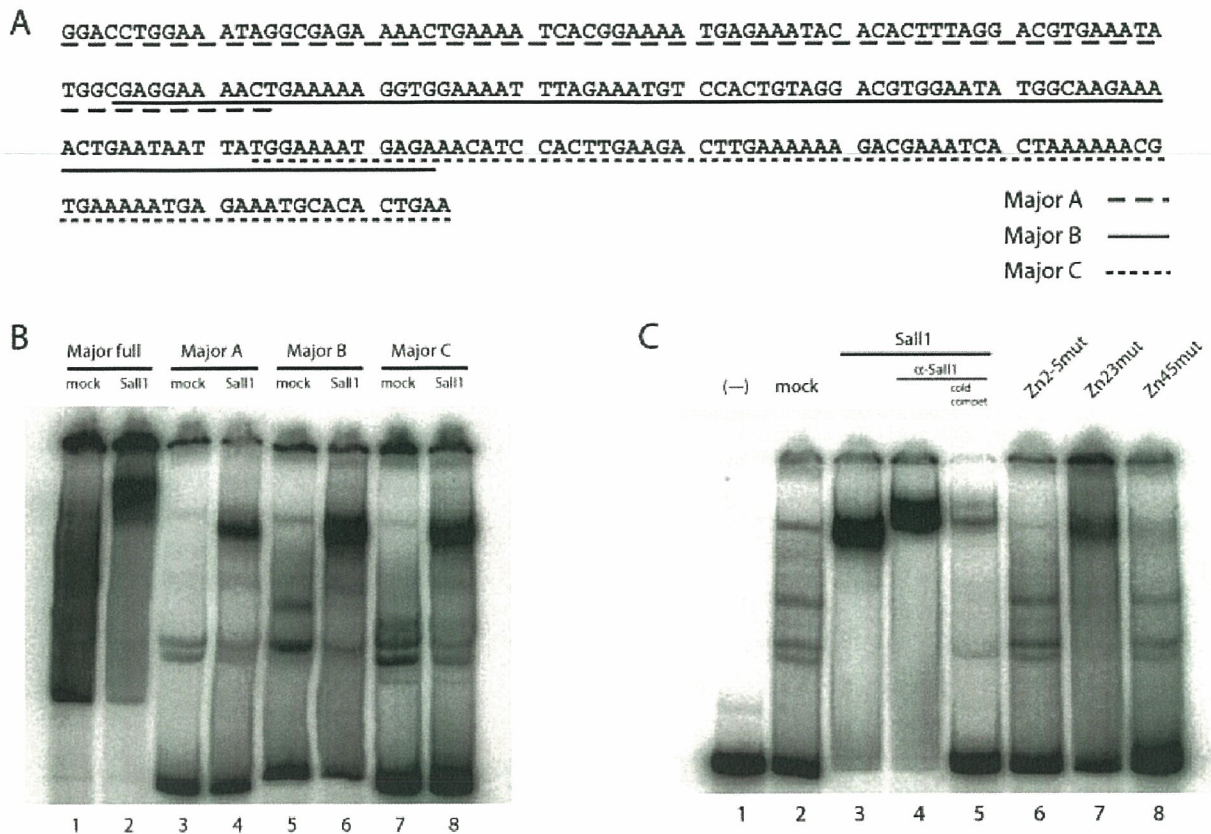 A
GGACCTGGAA ATAGGCGAGA AAACTGAAAA TCACGGAAAA TGAGAAATAC ACACTTTAGG ACGTGAAATA
TGGCGAGGAA AACTGAAAAA GGTGGAAAAT TTAGAAATGT CCACTGTAGG ACGTGGAATA TGGCAAGAAA
ACTGAATAAT TATGGAAAAT GAGAAACATC CACTTGAAGA CTTGAAAAAA GACGAAATCA CTAAAAAACG
TGAAAAATGA GAAATGCACA CTGAA
Major A
Major B
Major C
B
Major full Major A Major B Major C
mock Sall1 mock Sall1 mock Sall1 mock Sall1
1 2 3 4 5 6 7 8
C
Sall1
α-Sall1
(—) mock cold compet Zn2-5mut Zn23mut Zn45mut
1 2 3 4 5 6 7 8